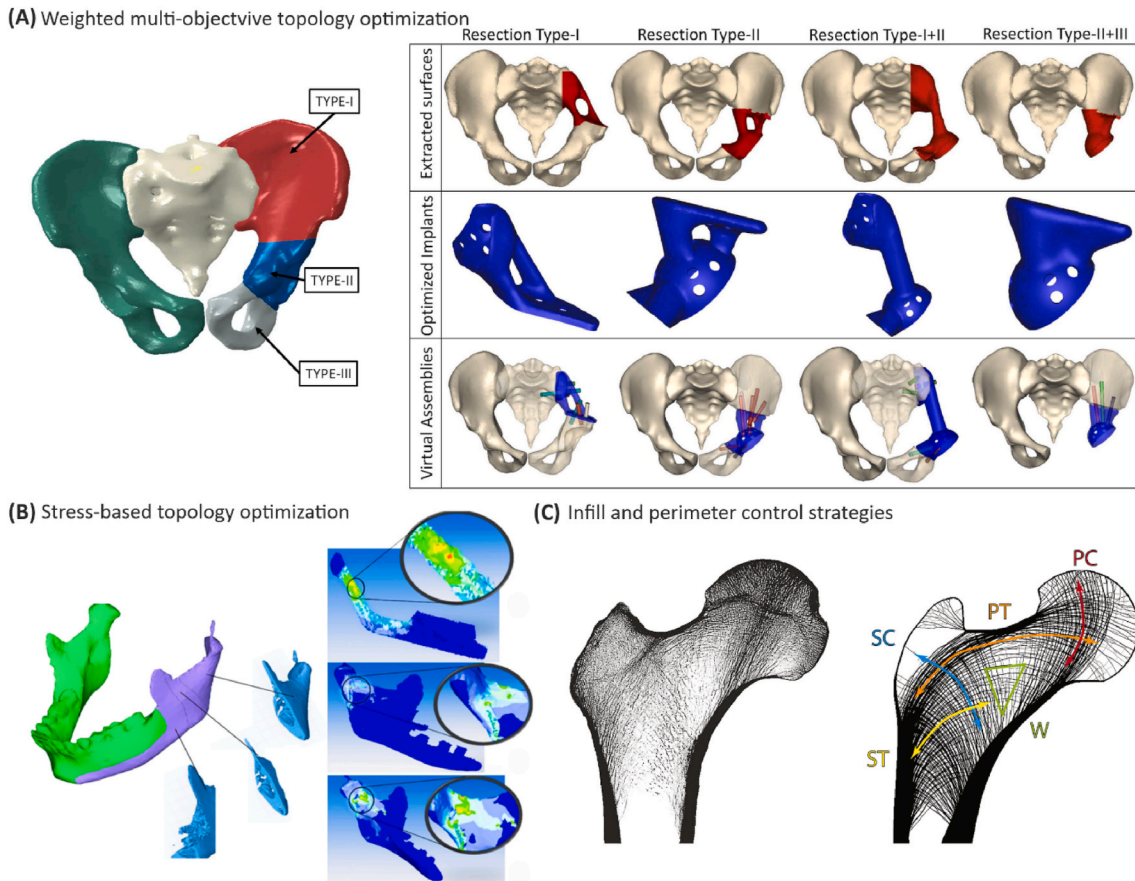 (A) Weighted multi-objectvive topology optimization
Resection Type-I
Resection Type-II
Resection Type-I+II
Resection Type-II+III
Extracted surfaces
Optimized Implants
Virtual Assemblies
TYPE-I
TYPE-II
TYPE-III
(B) Stress-based topology optimization
(C) Infill and perimeter control strategies
PC
PT
SC
W
ST